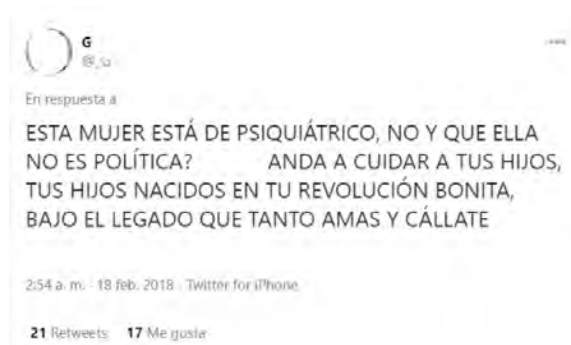 G
En respuesta a
ESTA MUJER ESTÁ DE PSIQUIÁTRICO, NO Y QUE ELLA
NO ES POLÍTICA? ANDA A CUIDAR A TUS HIJOS,
TUS HIJOS NACIDOS EN TU REVOLUCIÓN BONITA,
BAJO EL LEGADO QUE TANTO AMAS Y CÁLLATE
2:54 a. m. · 18 feb. 2018 · Twitter for iPhone
21 Retweets 17 Me gusta